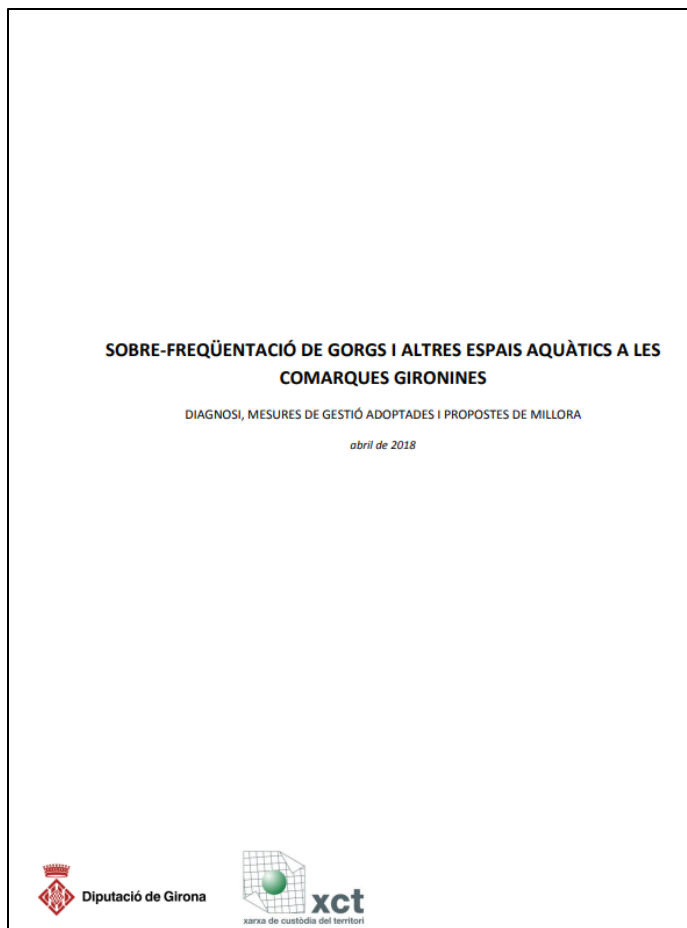 SOBRE-FREQÜENTACIÓ DE GORGS I ALTRES ESPAIS AQUÀTICS A LES
COMARQUES GIRONINES
DIAGNOSI, MESURES DE GESTIÓ ADOPTADES I PROPOSTES DE MILLORA
abril de 2018
Diputació de Girona
xct
xarxa de custòdia del territori